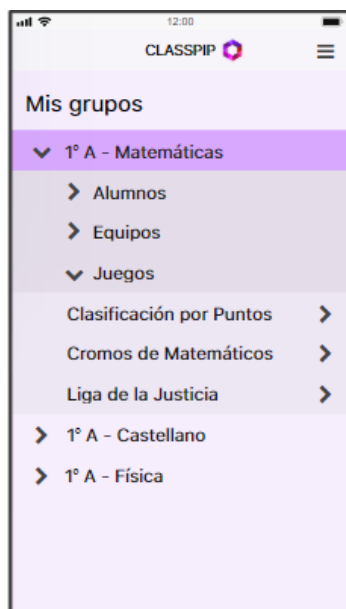 12:00
CLASSPIP
Mis grupos
1º A - Matemáticas
Alumnos
Equipos
Juegos
Clasificación por Puntos
Cromos de Matemáticos
Liga de la Justicia
1º A - Castellano
1º A - Física